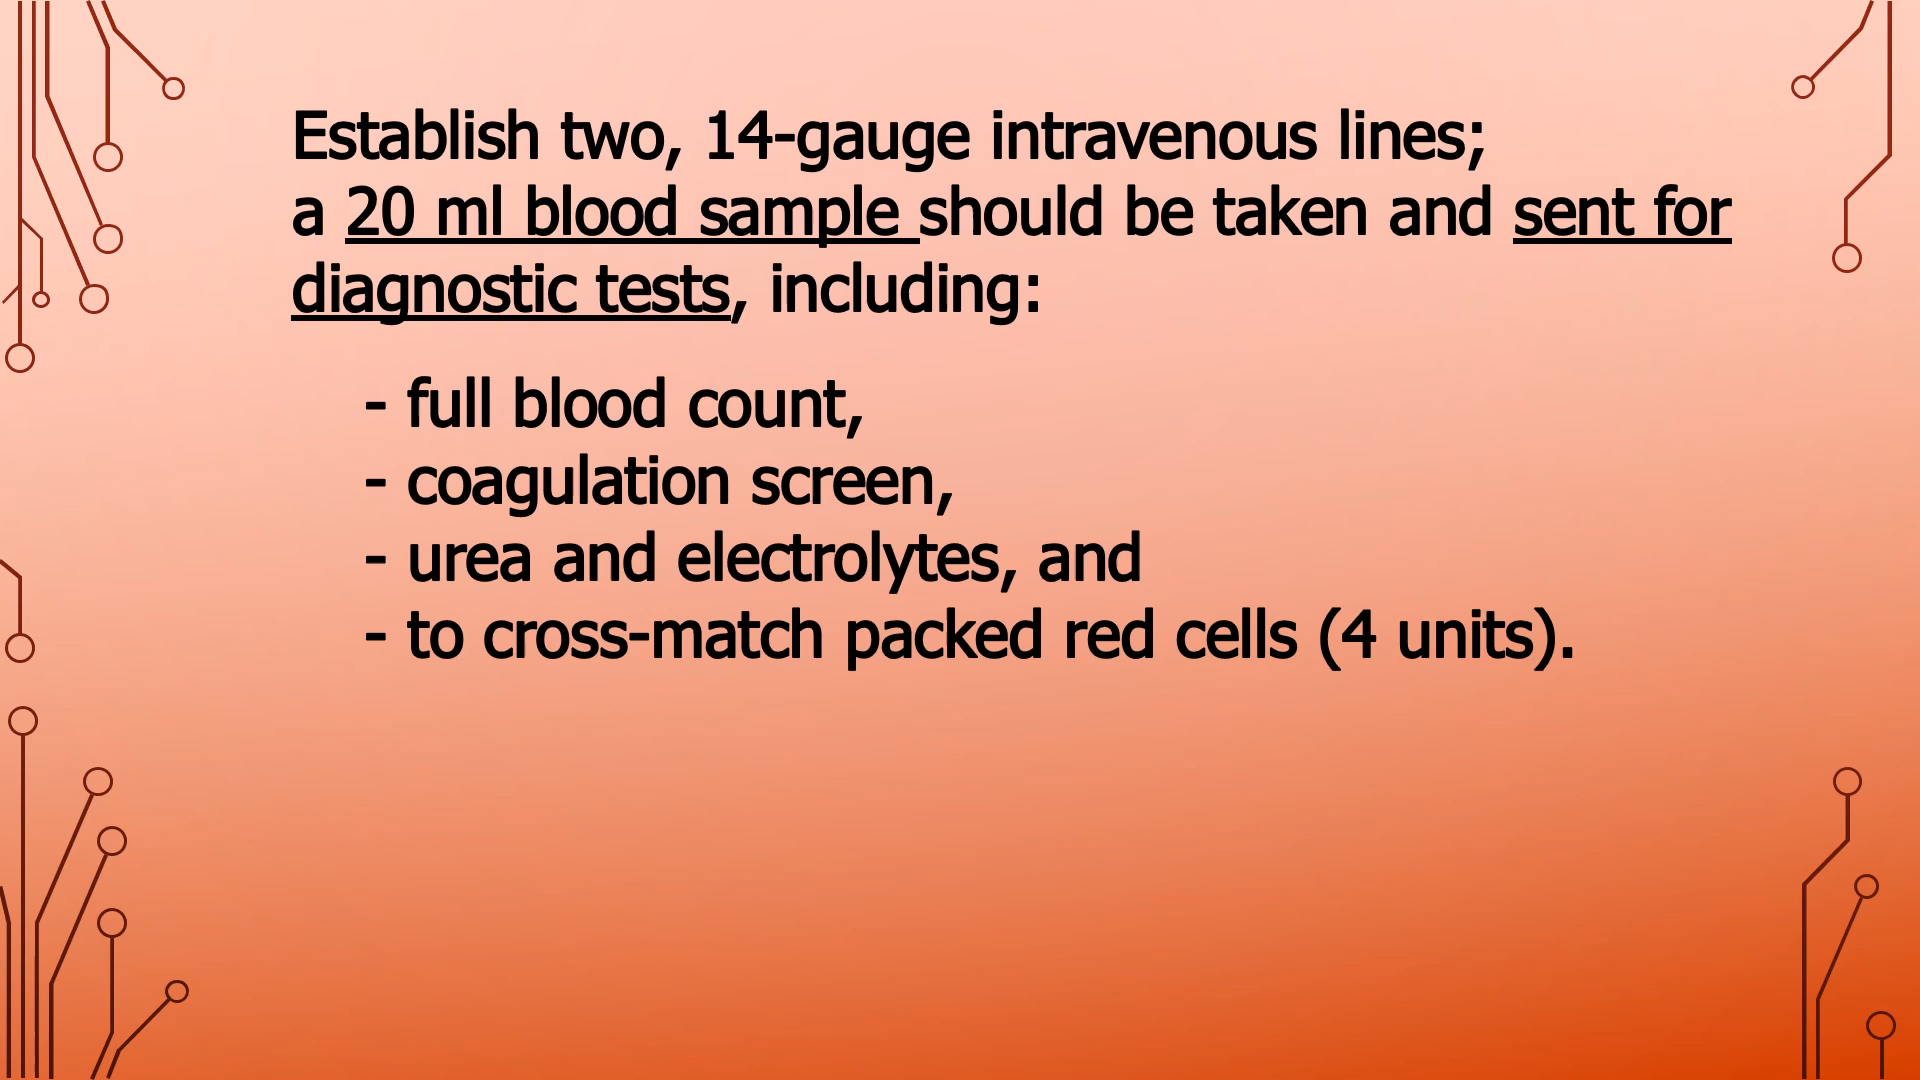 Establish two, 14-gauge intravenous lines;
a 20 ml blood sample should be taken and sent for
diagnostic tests, including:
- full blood count,
- coagulation screen,
- urea and electrolytes, and
- to cross-match packed red cells (4 units).